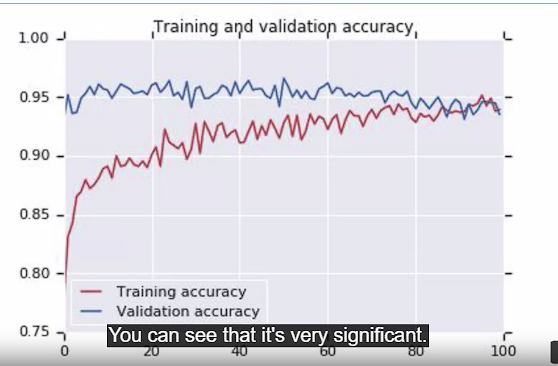 Training and validation accuracy
1.00
0.95
0.90
0.85
0.80
0.75
Training accuracy
Validation accuracy
You can see that it's very significant.
0 20 40 60 80 100